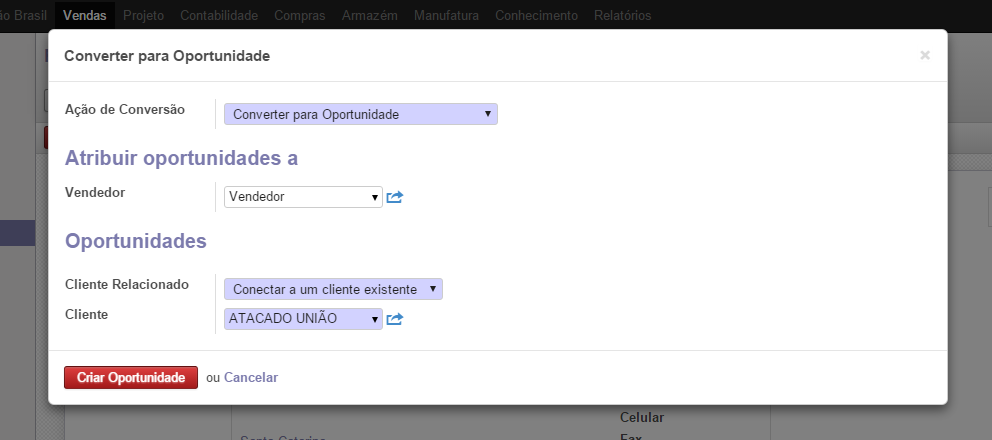 ão Brasil Vendas Projeto Contabilidade Compras Armazém Manufatura Conhecimento Relatórios
Converter para Oportunidade ×
Ação de Conversão Converter para Oportunidade
Atribuir oportunidades a
Vendedor Vendedor
Oportunidades
Cliente Relacionado Conectar a um cliente existente
Cliente ATACADO UNIÃO
Criar Oportunidade ou Cancelar
Celular
Santa Catarina Fax